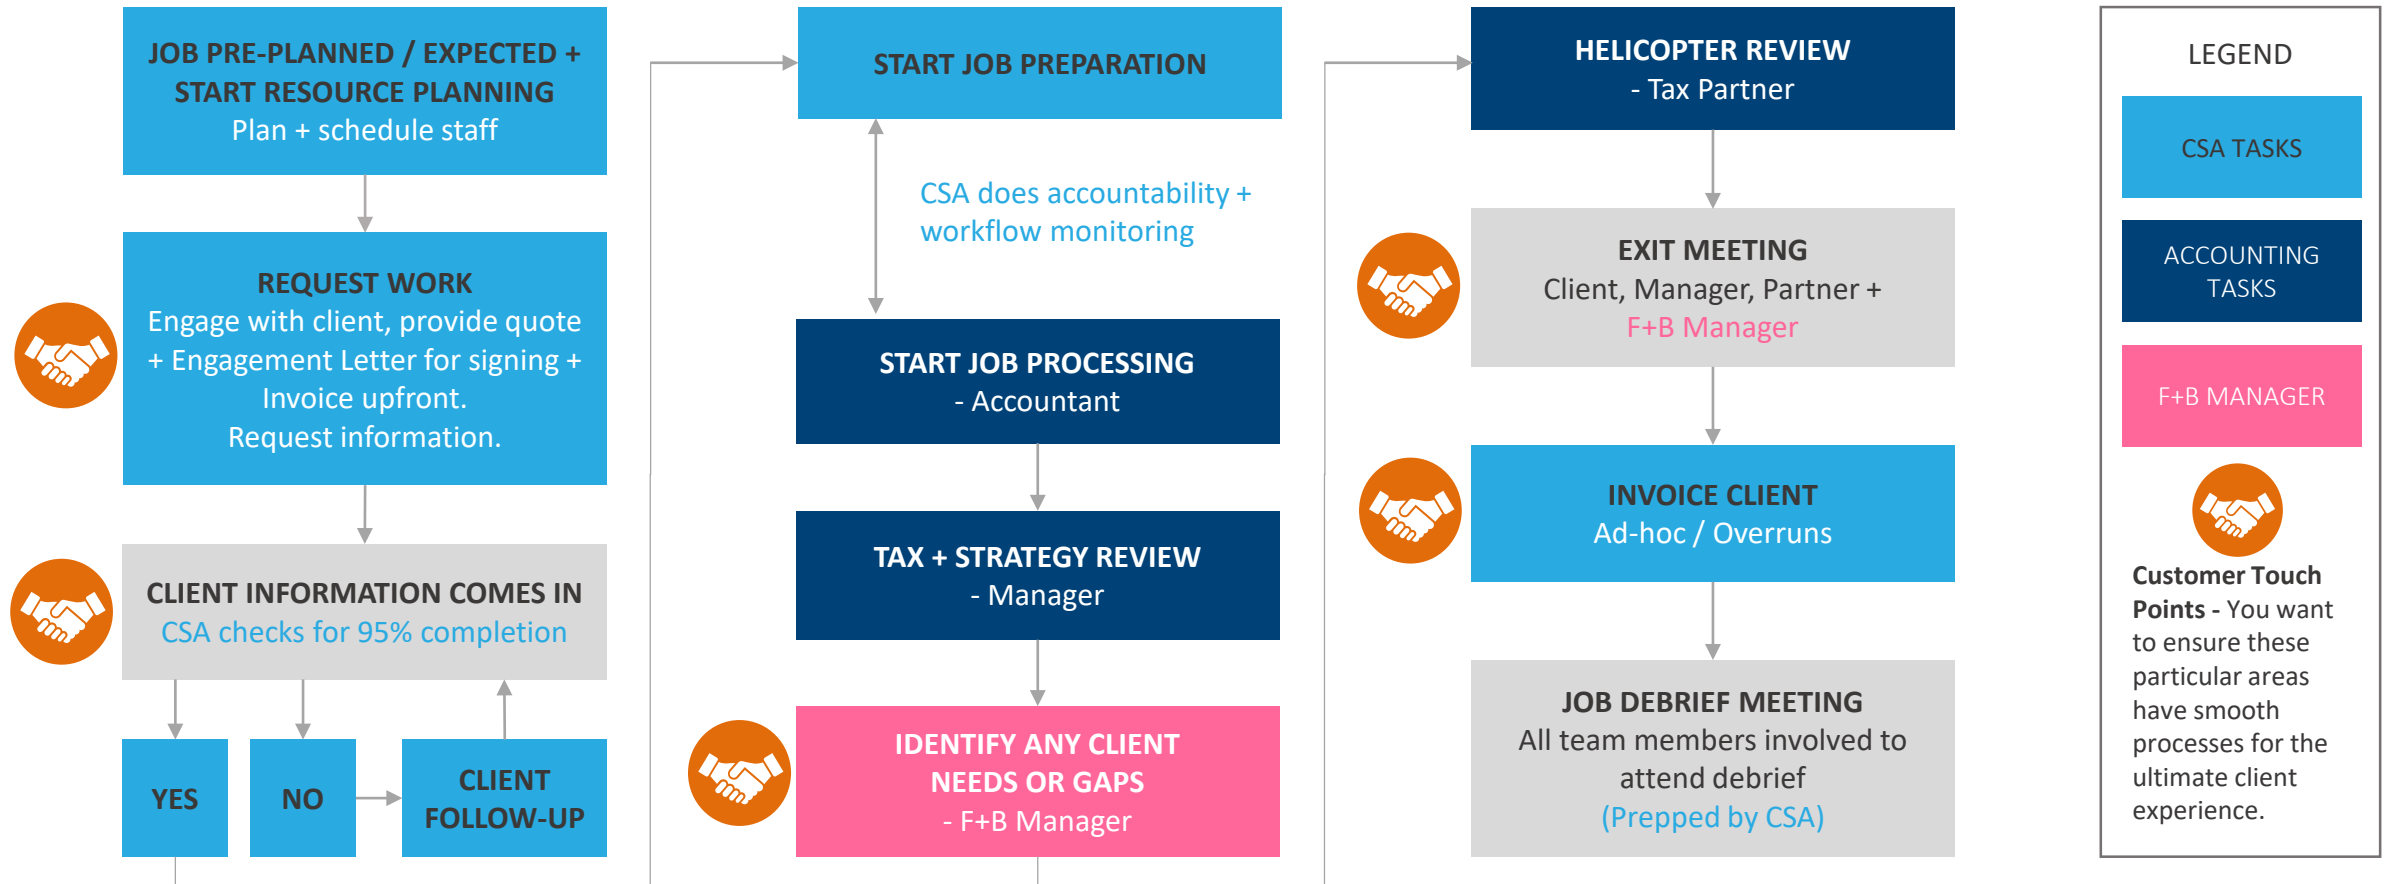 JOB PRE-PLANNED / EXPECTED +
START RESOURCE PLANNING
Plan + schedule staff
REQUEST WORK
Engage with client, provide quote
+ Engagement Letter for signing +
Invoice upfront.
Request information.
CLIENT INFORMATION COMES IN
CSA checks for 95% completion
YES
NO
CLIENT
FOLLOW-UP
START JOB PREPARATION
CSA does accountability +
workflow monitoring
START JOB PROCESSING
- Accountant
TAX + STRATEGY REVIEW
- Manager
IDENTIFY ANY CLIENT
NEEDS OR GAPS
- F+B Manager
HELICOPTER REVIEW
- Tax Partner
EXIT MEETING
Client, Manager, Partner +
F+B Manager
INVOICE CLIENT
Ad-hoc / Overruns
JOB DEBRIEF MEETING
All team members involved to
attend debrief
(Prepped by CSA)
LEGEND
CSA TASKS
ACCOUNTING
TASKS
F+B MANAGER
Customer Touch
Points - You want
to ensure these
particular areas
have smooth
processes for the
ultimate client
experience.